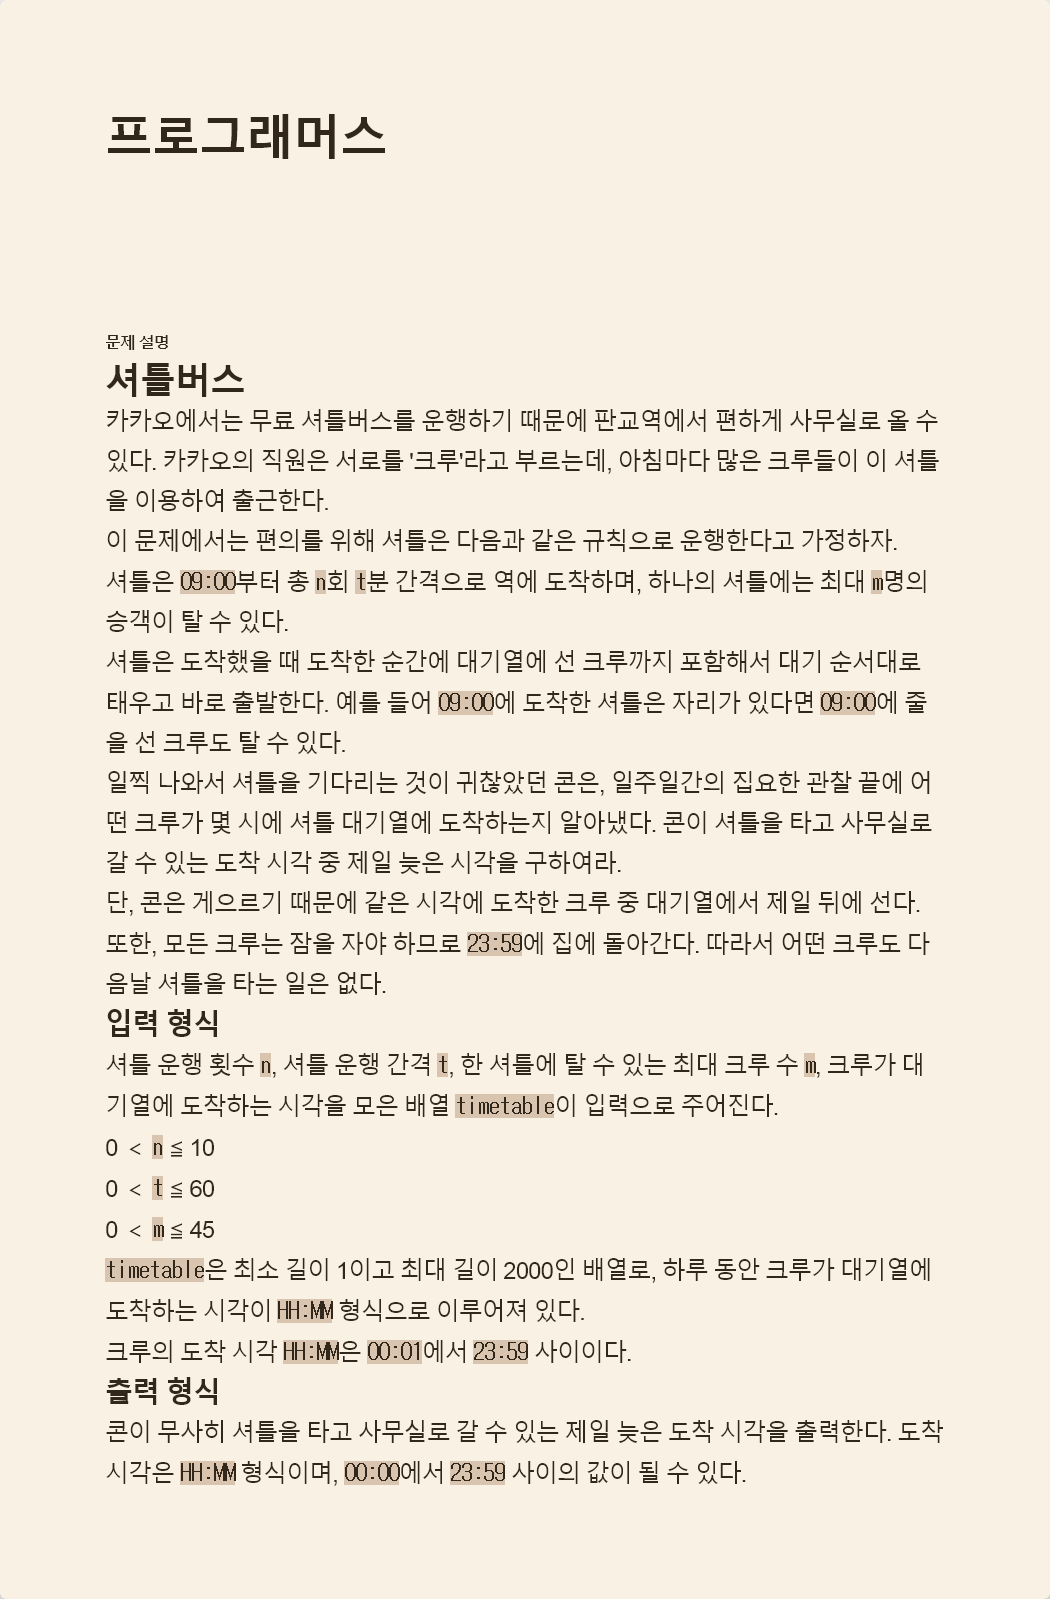 프로그래머스
문제 설명
셔틀버스
카카오에서는 무료 셔틀버스를 운행하기 때문에 판교역에서 편하게 사무실로 올 수
있다. 카카오의 직원은 서로를 '크루'라고 부르는데, 아침마다 많은 크루들이 이 셔틀
을 이용하여 출근한다.
이 문제에서는 편의를 위해 셔틀은 다음과 같은 규칙으로 운행한다고 가정하자.
셔틀은 09:00부터 총 n회 t분 간격으로 역에 도착하며, 하나의 셔틀에는 최대 m명의
승객이 탈 수 있다.
셔틀은 도착했을 때 도착한 순간에 대기열에 선 크루까지 포함해서 대기 순서대로
태우고 바로 출발한다. 예를 들어 09:00에 도착한 셔틀은 자리가 있다면 09:00에 줄
을 선 크루도 탈 수 있다.
일찍 나와서 셔틀을 기다리는 것이 귀찮았던 콘은, 일주일간의 집요한 관찰 끝에 어
떤 크루가 몇 시에 셔틀 대기열에 도착하는지 알아냈다. 콘이 셔틀을 타고 사무실로
갈 수 있는 도착 시각 중 제일 늦은 시각을 구하여라.
단, 콘은 게으르기 때문에 같은 시각에 도착한 크루 중 대기열에서 제일 뒤에 선다.
또한, 모든 크루는 잠을 자야 하므로 23:59에 집에 돌아간다. 따라서 어떤 크루도 다
음날 셔틀을 타는 일은 없다.
입력 형식
셔틀 운행 횟수 n, 셔틀 운행 간격 t, 한 셔틀에 탈 수 있는 최대 크루 수 m, 크루가 대
기열에 도착하는 시각을 모은 배열 timetable이 입력으로 주어진다.
0 < n ≦ 10
0 < t ≦ 60
0 < m ≦ 45
timetable은 최소 길이 1이고 최대 길이 2000인 배열로, 하루 동안 크루가 대기열에
도착하는 시각이 HH:MM 형식으로 이루어져 있다.
크루의 도착 시각 HH:MM은 00:01에서 23:59 사이이다.
출력 형식
콘이 무사히 셔틀을 타고 사무실로 갈 수 있는 제일 늦은 도착 시각을 출력한다. 도착
시각은 HH:MM 형식이며, 00:00에서 23:59 사이의 값이 될 수 있다.